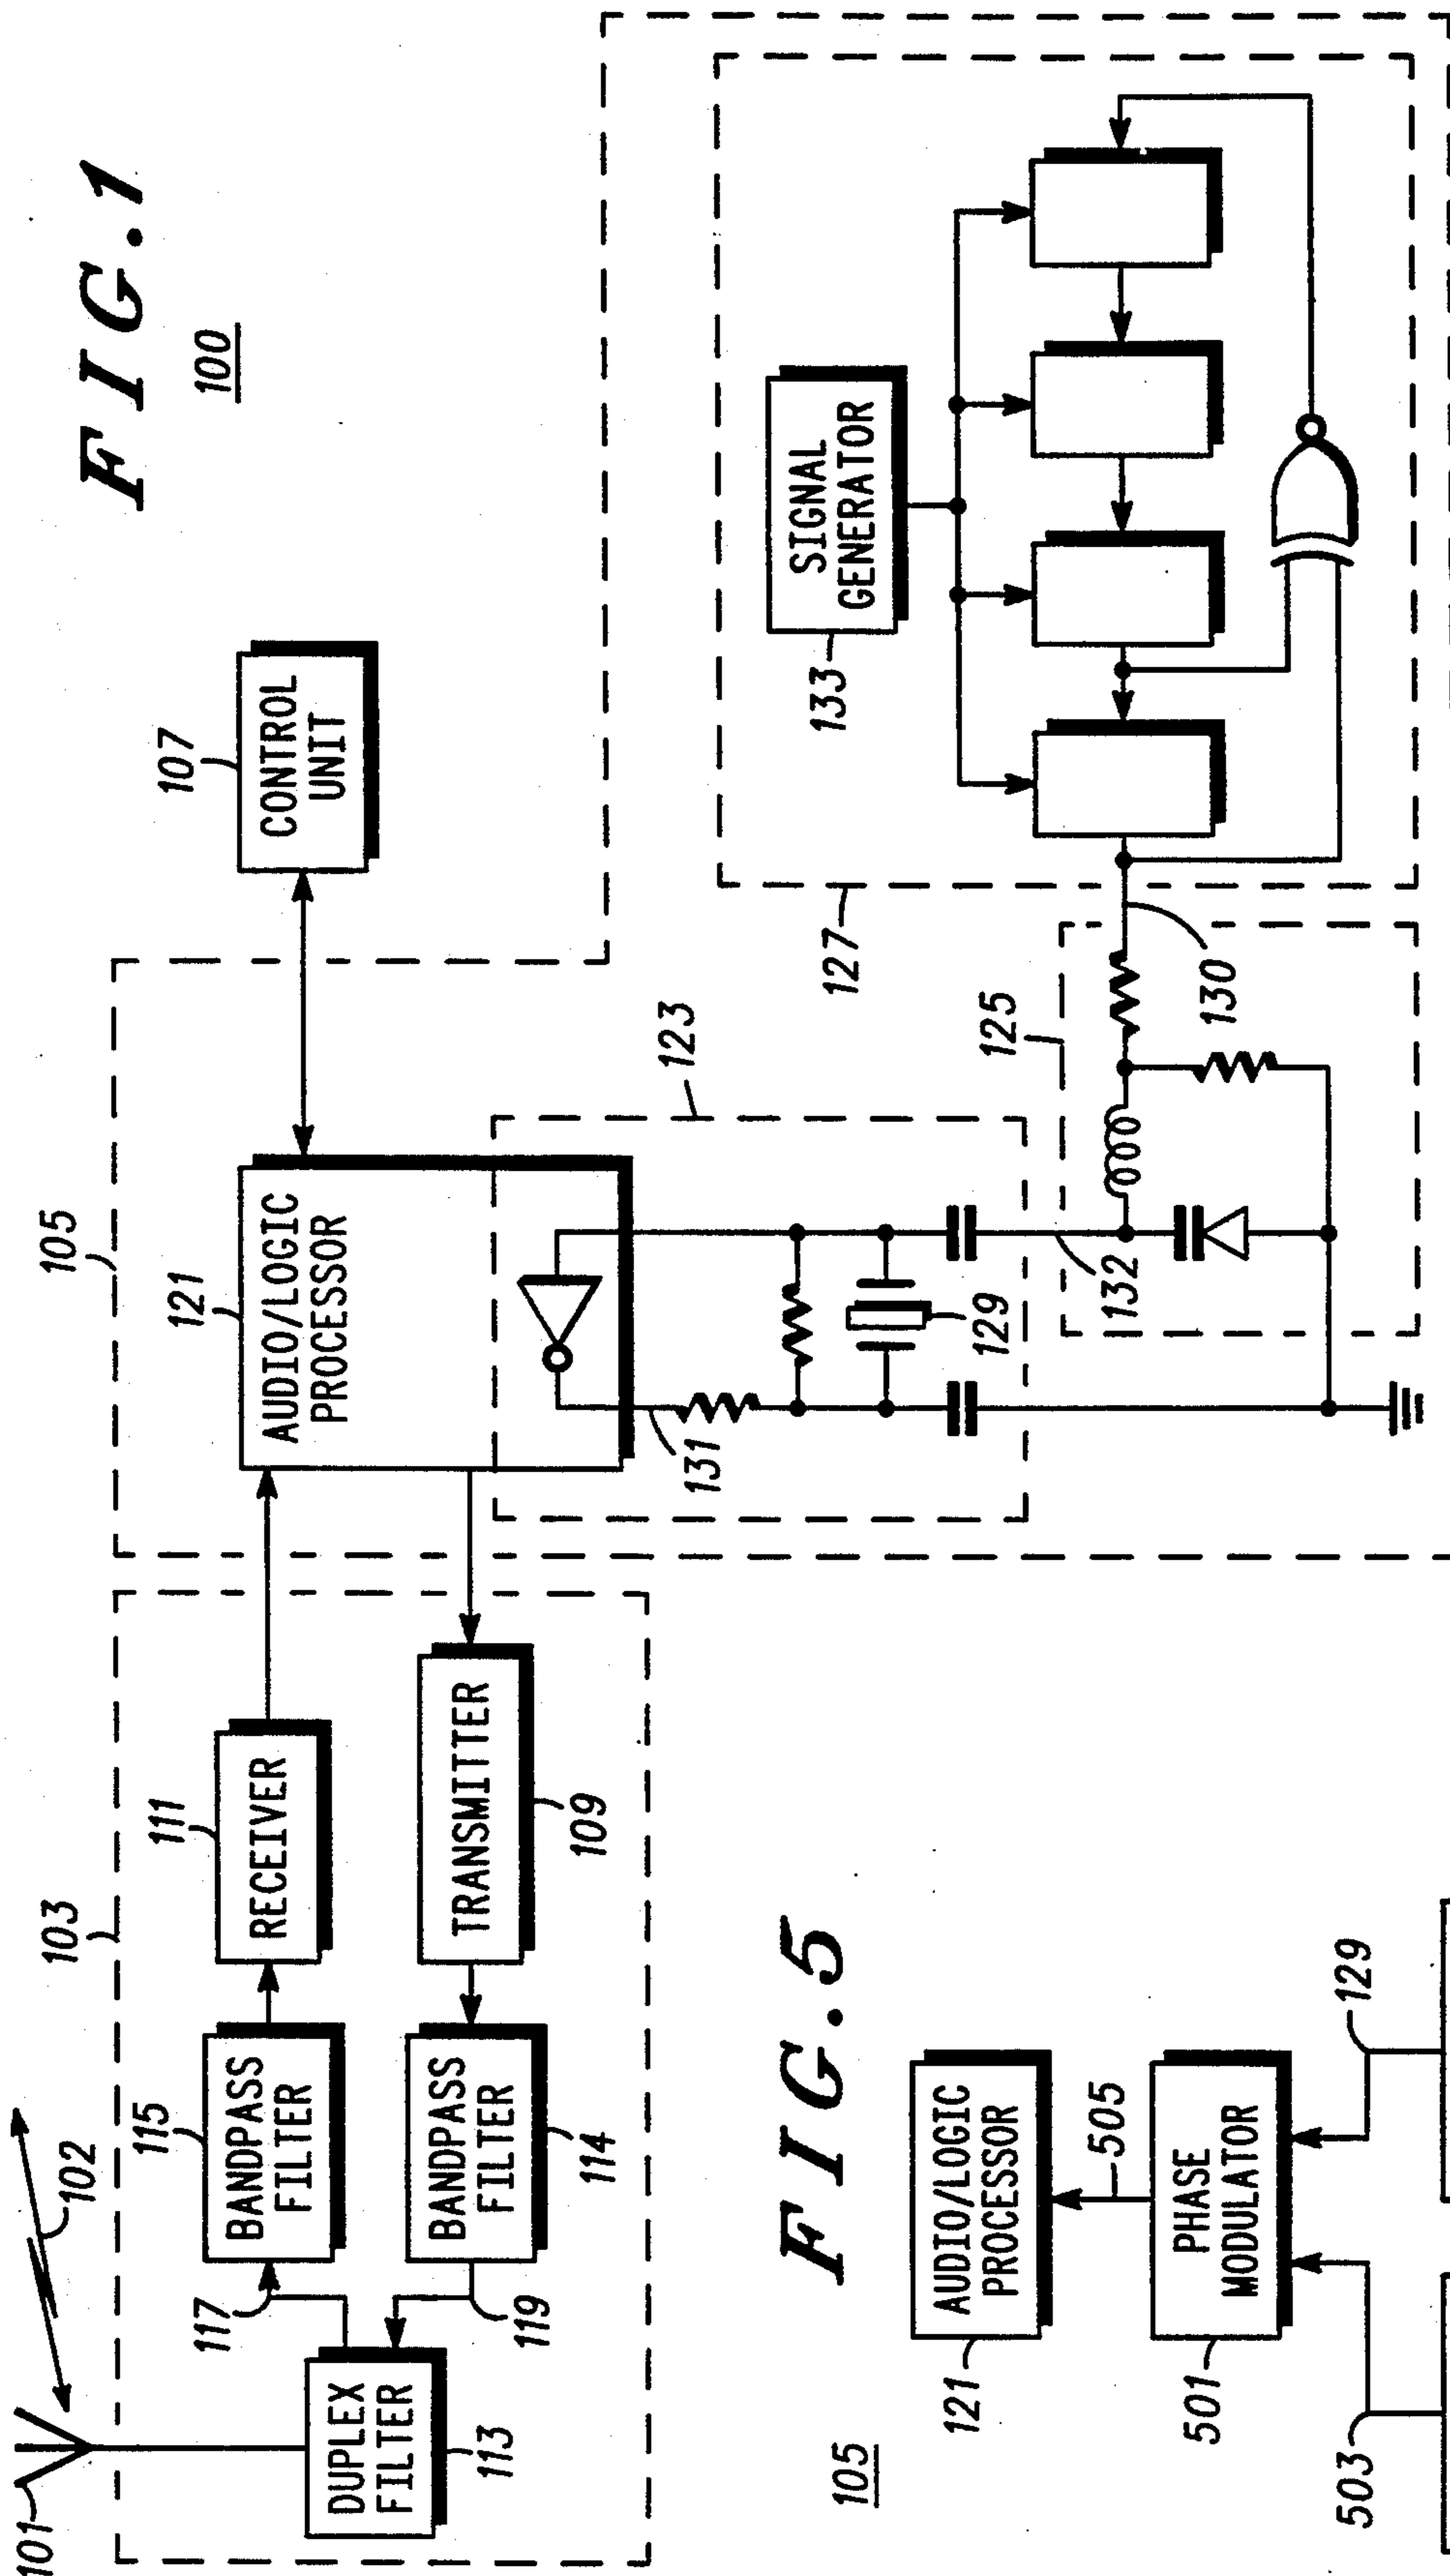 FIG.1
100
101
102
103
105
107
CONTROL
UNIT
111
RECEIVER
115
BANDPASS
FILTER
117
DUPLEX
FILTER
113
119
BANDPASS
FILTER
114
TRANSMITTER
109
121
AUDIO/LOGIC
PROCESSOR
123
131
129
132
125
130
127
133
SIGNAL
GENERATOR
FIG.5
105
AUDIO/LOGIC
PROCESSOR
121
505
PHASE
MODULATOR
501
503
129